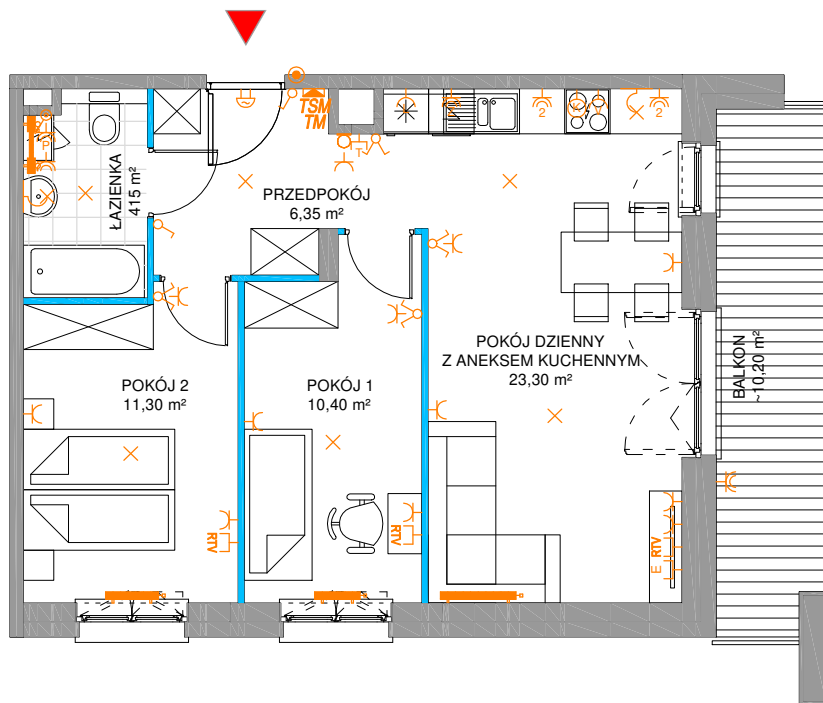 TSM
TM
2
2
P
T
ŁAZIENKA
415 m²
PRZEDPOKÓJ
6,35 m²
POKÓJ DZIENNY
Z ANEKSEM KUCHENNYM
23,30 m²
BALKON
~10,20 m²
POKÓJ 2
11,30 m²
POKÓJ 1
10,40 m²
RTV
RTV
E RTV